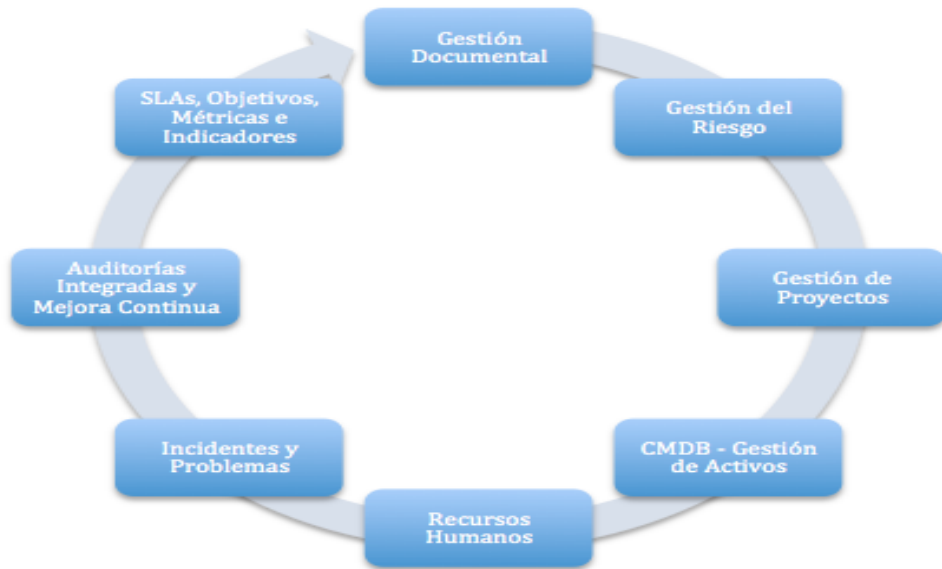 Gestión
Documental
Gestión del
Riesgo
Gestión de
Proyectos
CMDB - Gestión
de Activos
Recursos
Humanos
Incidentes y
Problemas
Auditorías
Integradas y
Mejora Continua
SLAs, Objetivos,
Métricas e
Indicadores